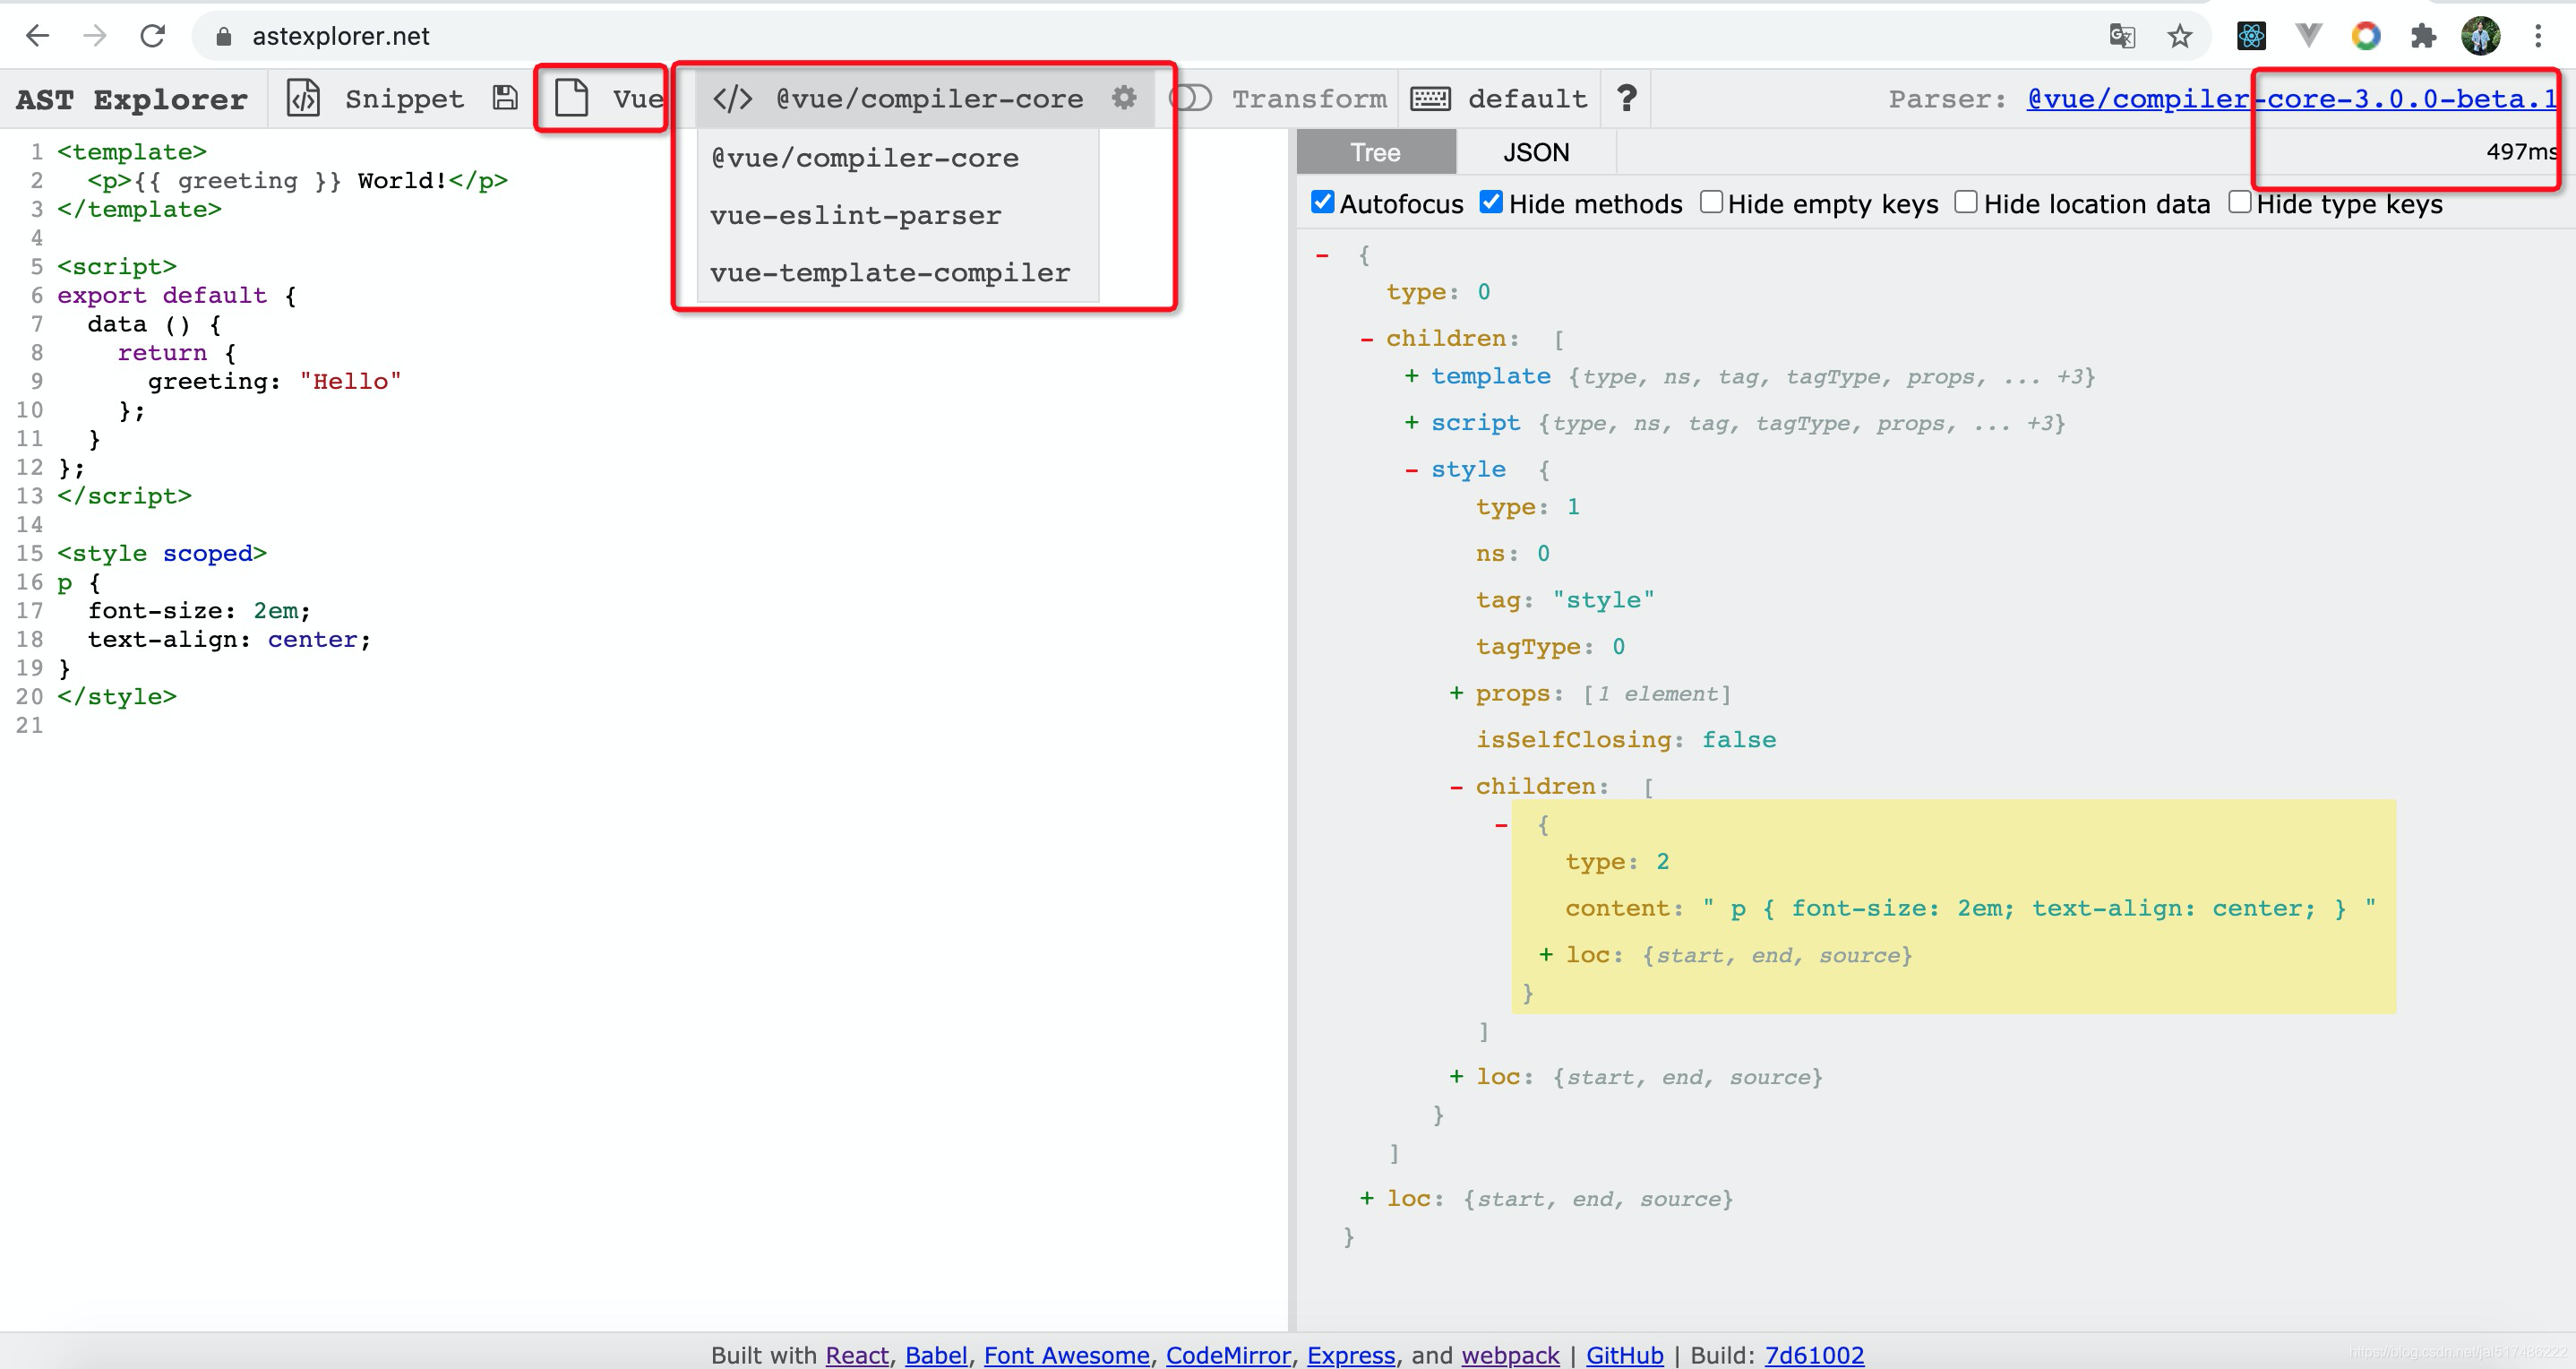 astexplorer.net
AST Explorer Snippet Vue </> @vue/compiler-core Transform default ? Parser: @vue/compiler-core-3.0.0-beta.1
@vue/compiler-core
vue-eslint-parser
vue-template-compiler
1 <template>
2 <p>{{ greeting }} World!</p>
3 </template>
4
5 <script>
6 export default {
7 data () {
8 return {
9 greeting: "Hello"
10 };
11 }
12 };
13 </script>
14
15 <style scoped>
16 p {
17 font-size: 2em;
18 text-align: center;
19 }
20 </style>
21
Tree JSON 497ms
Autofocus Hide methods Hide empty keys Hide location data Hide type keys
- {
type: 0
- children: [
+ template {type, ns, tag, tagType, props, ... +3}
+ script {type, ns, tag, tagType, props, ... +3}
- style {
type: 1
ns: 0
tag: "style"
tagType: 0
+ props: [1 element]
isSelfClosing: false
- children: [
- {
type: 2
content: " p { font-size: 2em; text-align: center; } "
+ loc: {start, end, source}
}
]
+ loc: {start, end, source}
}
]
+ loc: {start, end, source}
}
Built with React, Babel, Font Awesome, CodeMirror, Express, and webpack | GitHub | Build: 7d61002